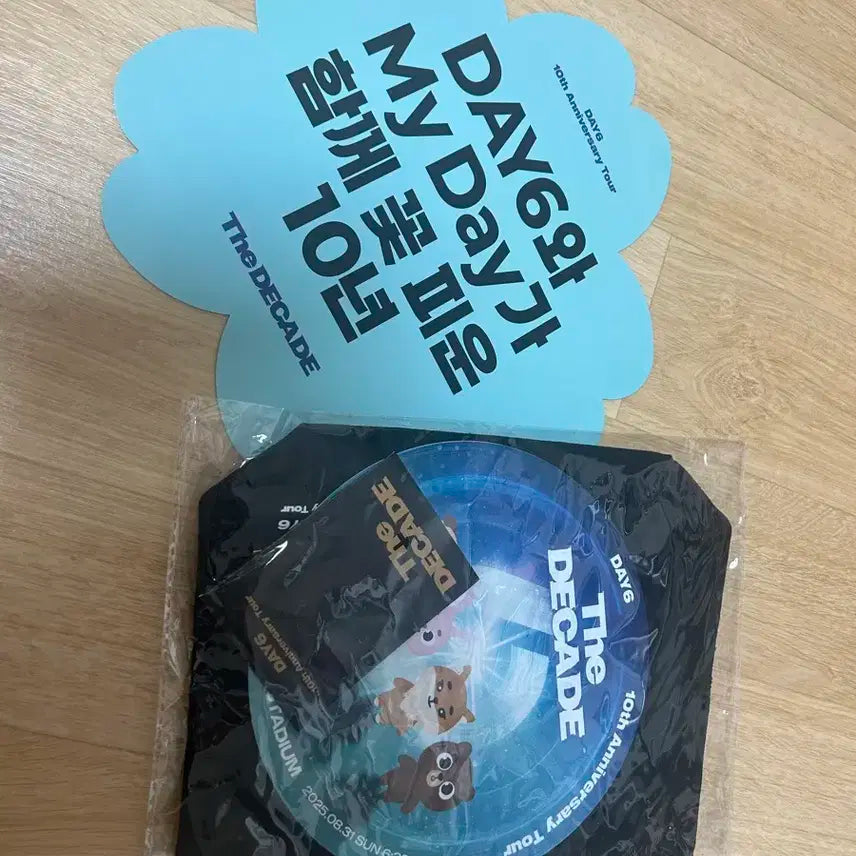 DAY6
10th Anniversary Tour
DAY6와
My Day가
함께 꽃 피운
10년
The DECADE
The
DECADE
DAY6
10th Anniversary Tour
DAY6
The
DECADE
10th Anniversary Tour
TADIUM
2025.08.31 SUN 6: